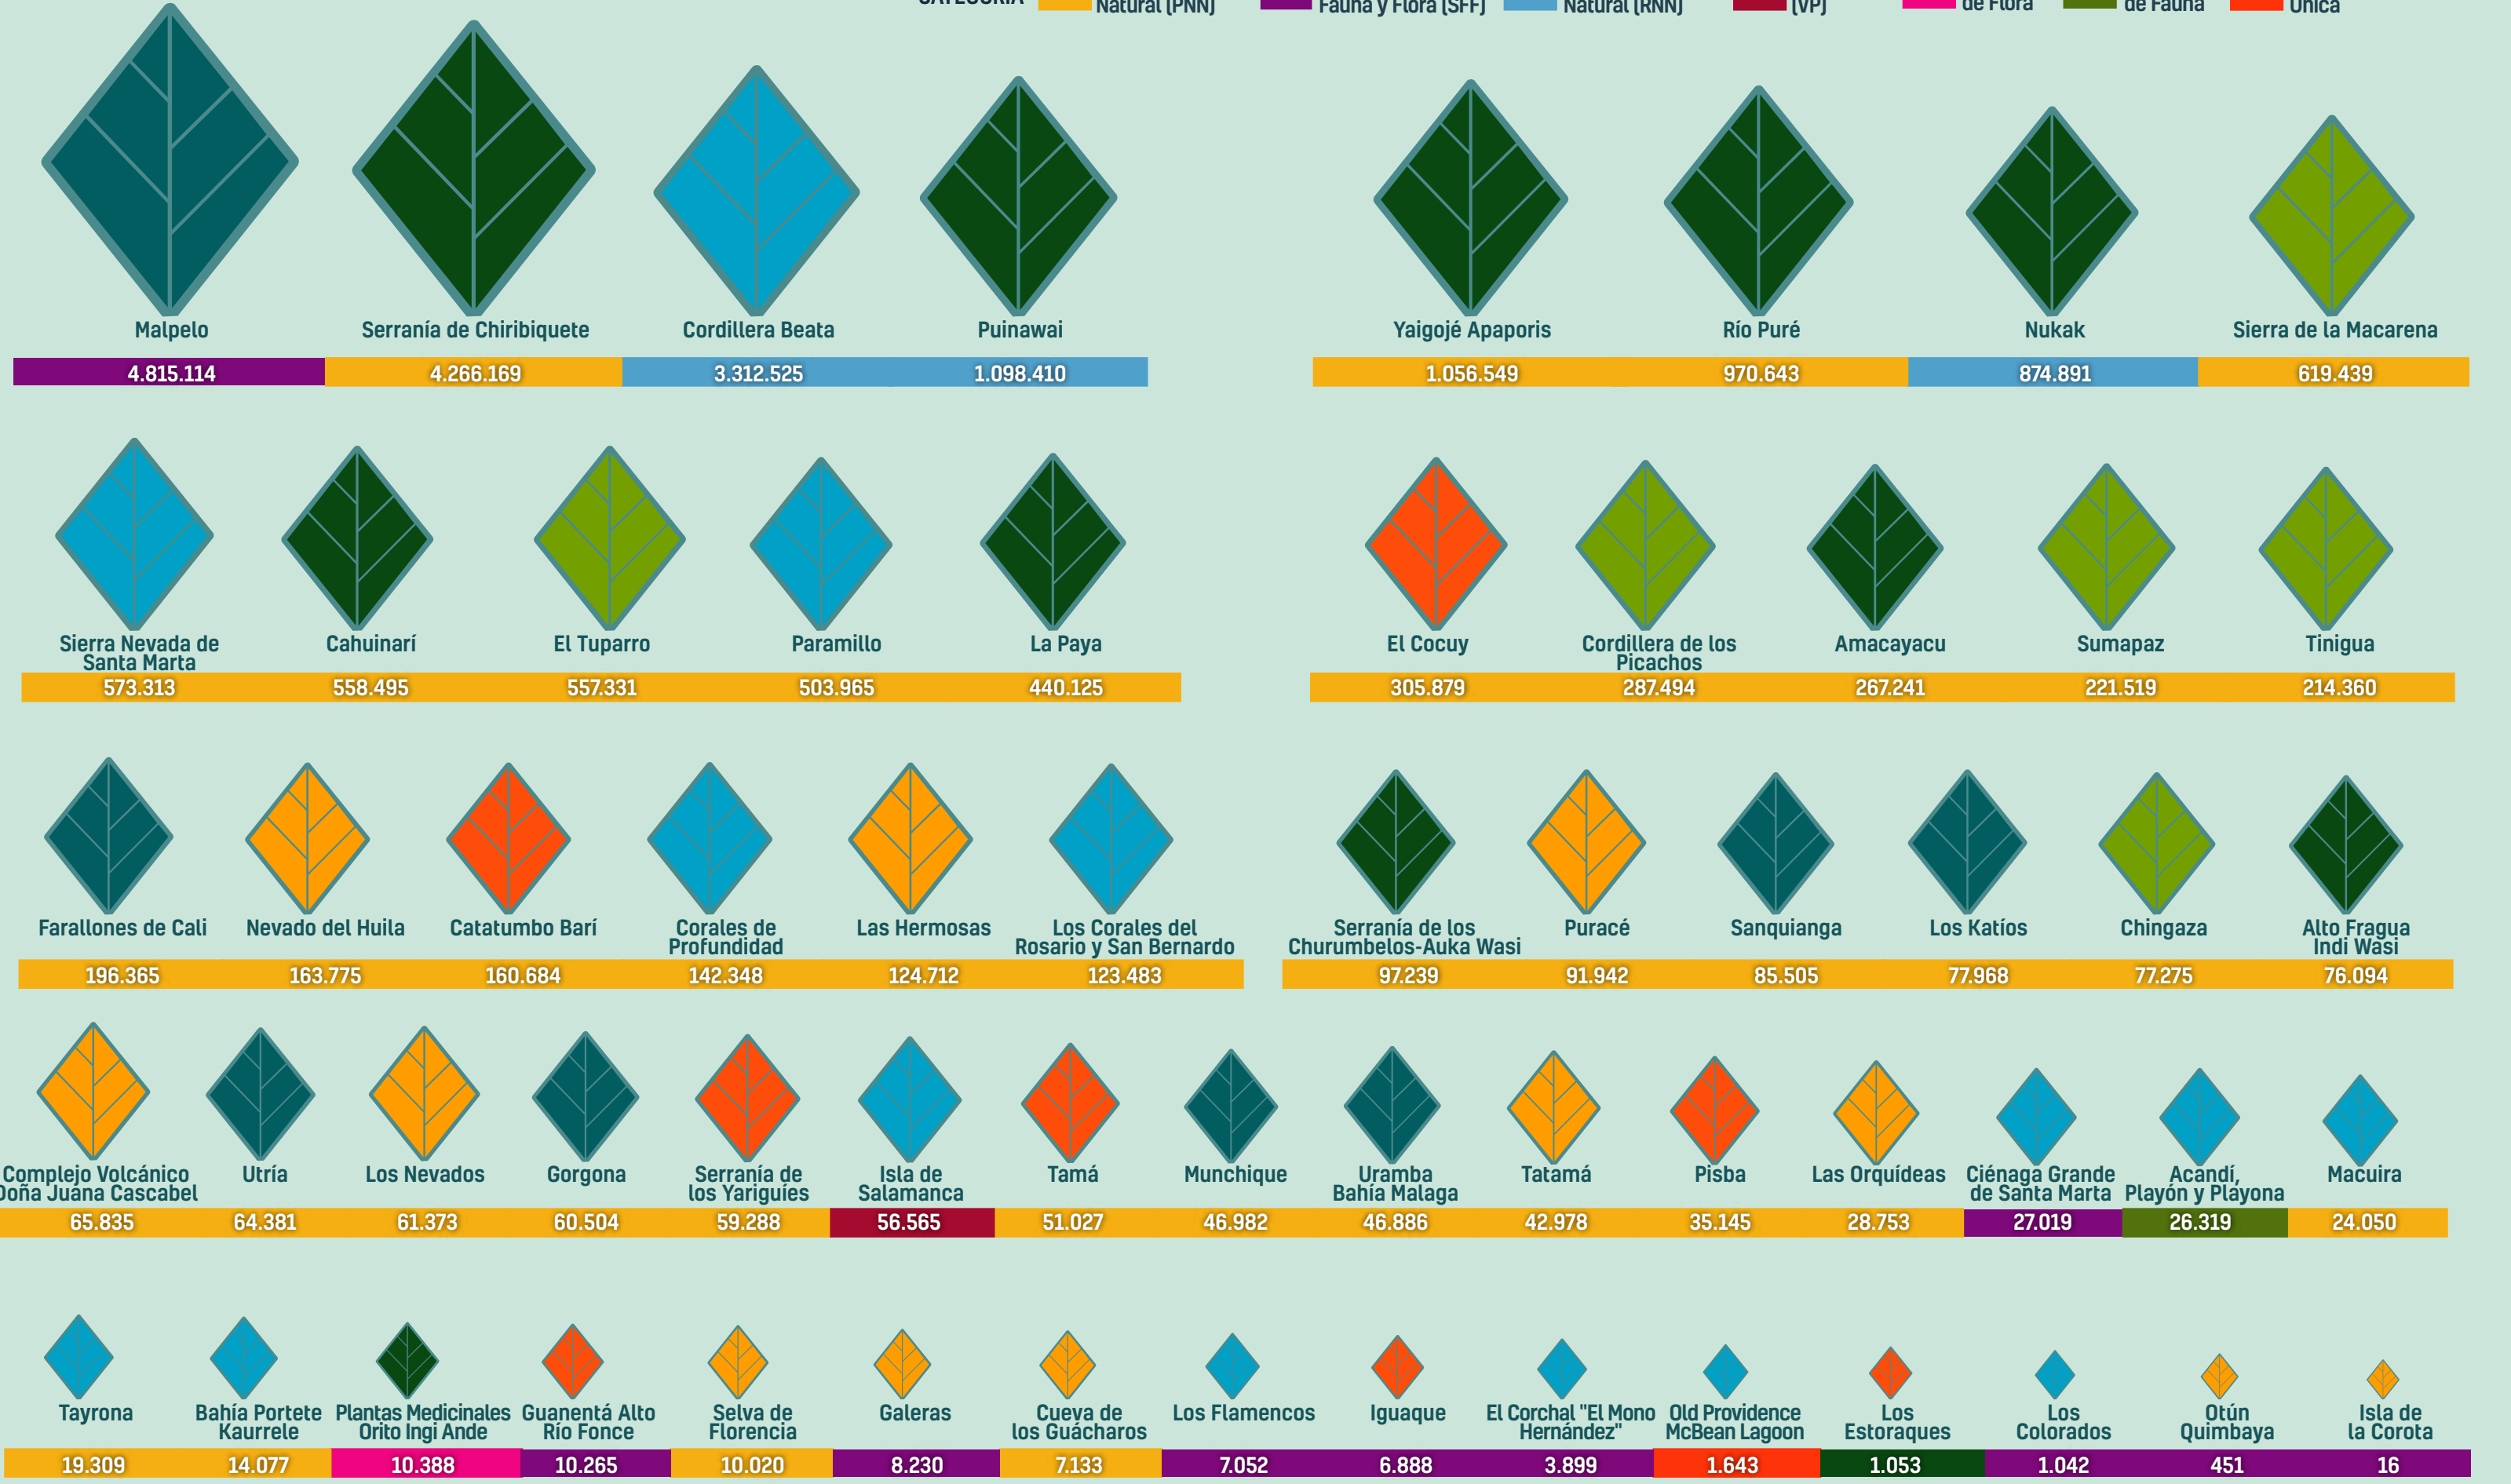 CATEGORÍA
Natural (PNN)
Fauna y Flora (SFF)
Natural (RNN)
(VP)
de Flora
de Fauna
Única
Malpelo
Serranía de Chiribiquete
Cordillera Beata
Puinawai
Yaigojé Apaporis
Río Puré
Nukak
Sierra de la Macarena
4.815.114
4.266.169
3.312.525
1.098.410
1.056.549
970.643
874.891
619.439
Sierra Nevada de
Santa Marta
Cahuinarí
El Tuparro
Paramillo
La Paya
El Cocuy
Cordillera de los
Picachos
Amacayacu
Sumapaz
Tinigua
573.313
558.495
557.331
503.965
440.125
305.879
287.494
267.241
221.519
214.360
Farallones de Cali
Nevado del Huila
Catatumbo Barí
Corales de
Profundidad
Las Hermosas
Los Corales del
Rosario y San Bernardo
Serranía de los
Churumbelos-Auka Wasi
Puracé
Sanquianga
Los Katíos
Chingaza
Alto Fragua
Indi Wasi
196.365
163.775
160.684
142.348
124.712
123.483
97.239
91.942
85.505
77.968
77.275
76.094
Complejo Volcánico
Doña Juana Cascabel
Utría
Los Nevados
Gorgona
Serranía de
los Yariguíes
Isla de
Salamanca
Tamá
Munchique
Uramba
Bahía Malaga
Tatamá
Pisba
Las Orquídeas
Ciénaga Grande
de Santa Marta
Acandí,
Playón y Playona
Macuira
65.835
64.381
61.373
60.504
59.288
56.565
51.027
46.982
46.886
42.978
35.145
28.753
27.019
26.319
24.050
Tayrona
Bahía Portete
Kaurrele
Plantas Medicinales
Orito Ingi Ande
Guanentá Alto
Río Fonce
Selva de
Florencia
Galeras
Cueva de
los Guácharos
Los Flamencos
Iguaque
El Corchal "El Mono
Hernández"
Old Providence
McBean Lagoon
Los
Estoraques
Los
Colorados
Otún
Quimbaya
Isla de
la Corota
19.309
14.077
10.388
10.265
10.020
8.230
7.133
7.052
6.888
3.899
1.643
1.053
1.042
451
16